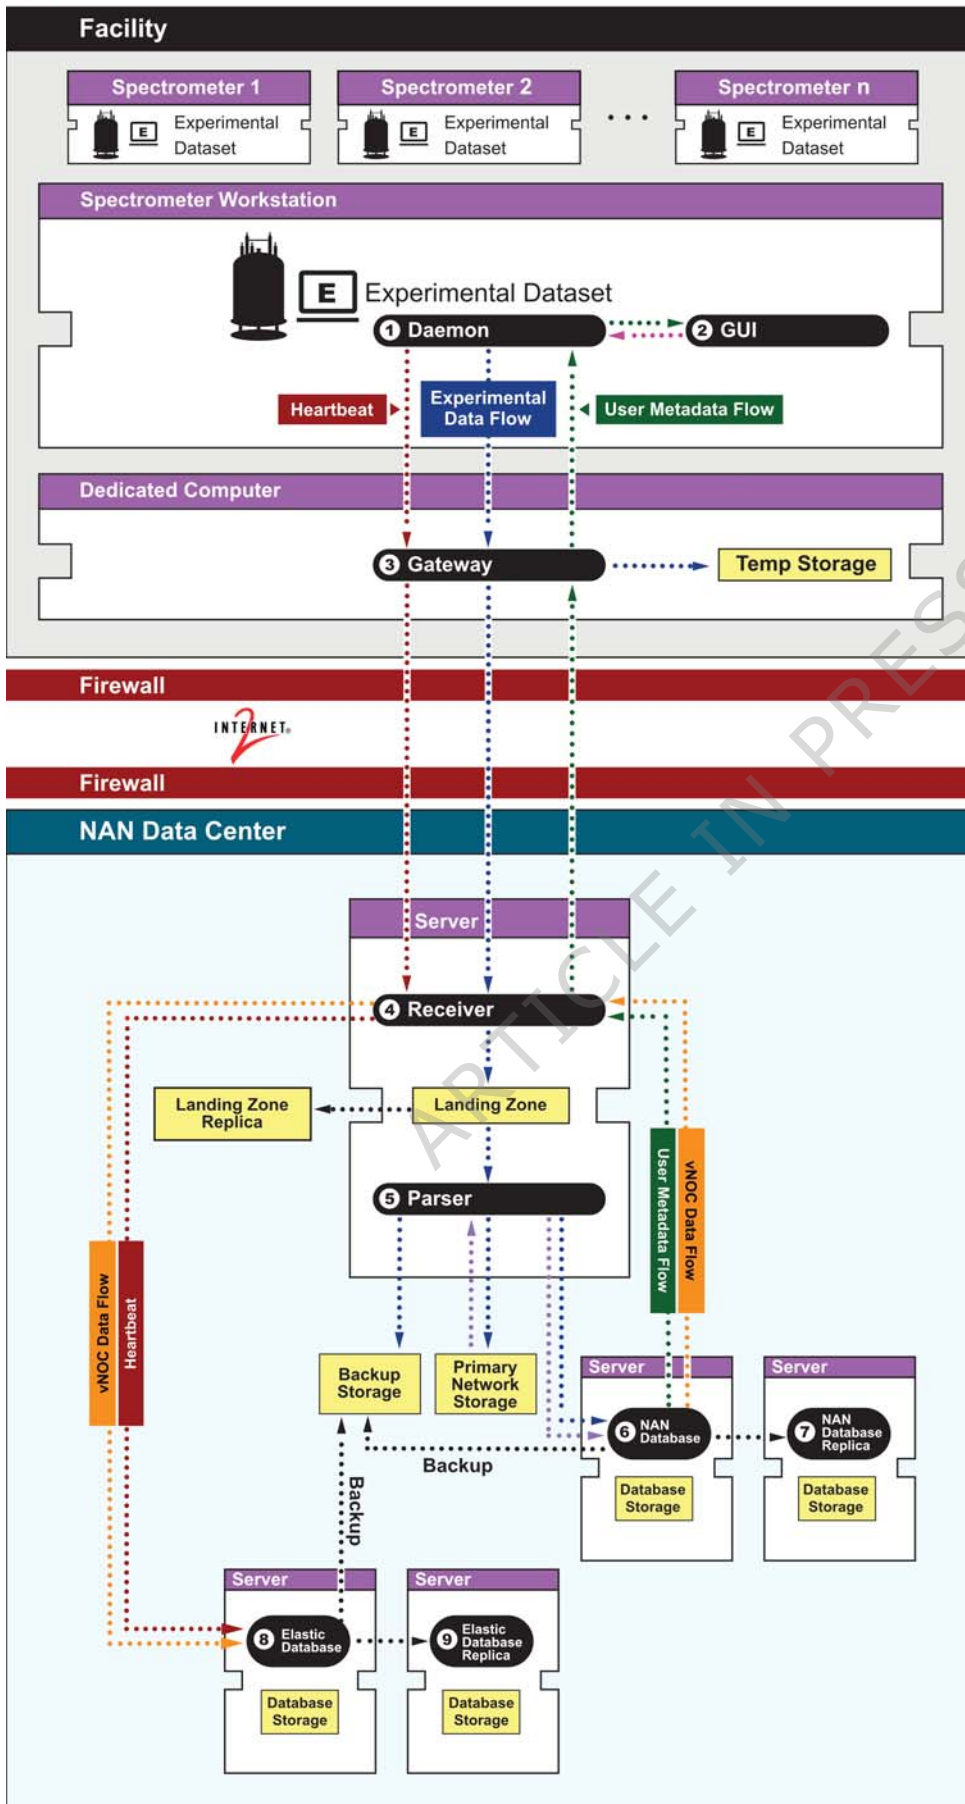 Facility
Spectrometer 1
Spectrometer 2
Spectrometer n
E
Experimental
Dataset
E
Experimental
Dataset
. . .
E
Experimental
Dataset
Spectrometer Workstation
E
Experimental Dataset
1 Daemon
2 GUI
Heartbeat
Experimental
Data Flow
User Metadata Flow
Dedicated Computer
3 Gateway
Temp Storage
Firewall
INTERNET®
2
Firewall
NAN Data Center
Server
4 Receiver
Landing Zone
Replica
Landing Zone
5 Parser
User Metadata Flow
vNOC Data Flow
vNOC Data Flow
Heartbeat
Backup
Storage
Primary
Network
Storage
Server
6 NAN
Database
Database
Storage
Server
7 NAN
Database
Replica
Database
Storage
Backup
Backup
Server
8 Elastic
Database
Database
Storage
Server
9 Elastic
Database
Replica
Database
Storage
ARTICLE IN PRESS